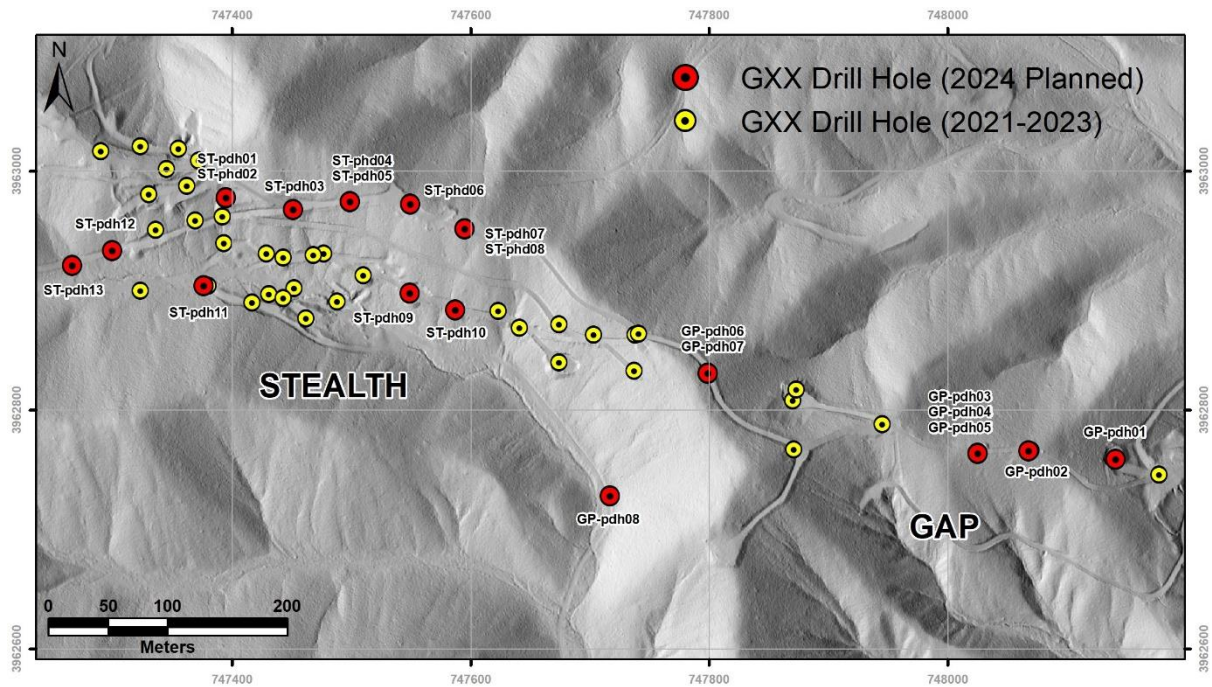 747400
747600
747800
748000
N
GXX Drill Hole (2024 Planned)
GXX Drill Hole (2021-2023)
3963000
3963000
ST-pdh01
ST-phd02
ST-pdh03
ST-phd04
ST-pdh05
ST-phd06
ST-pdh12
ST-pdh07
ST-phd08
ST-pdh13
ST-pdh11
ST-pdh09
ST-pdh10
GP-pdh06
GP-pdh07
STEALTH
3962800
3962800
GP-pdh03
GP-pdh04
GP-pdh05
GP-pdh01
GP-pdh02
GP-pdh08
GAP
0 50 100 200
Meters
3962600
3962600
747400
747600
747800
748000